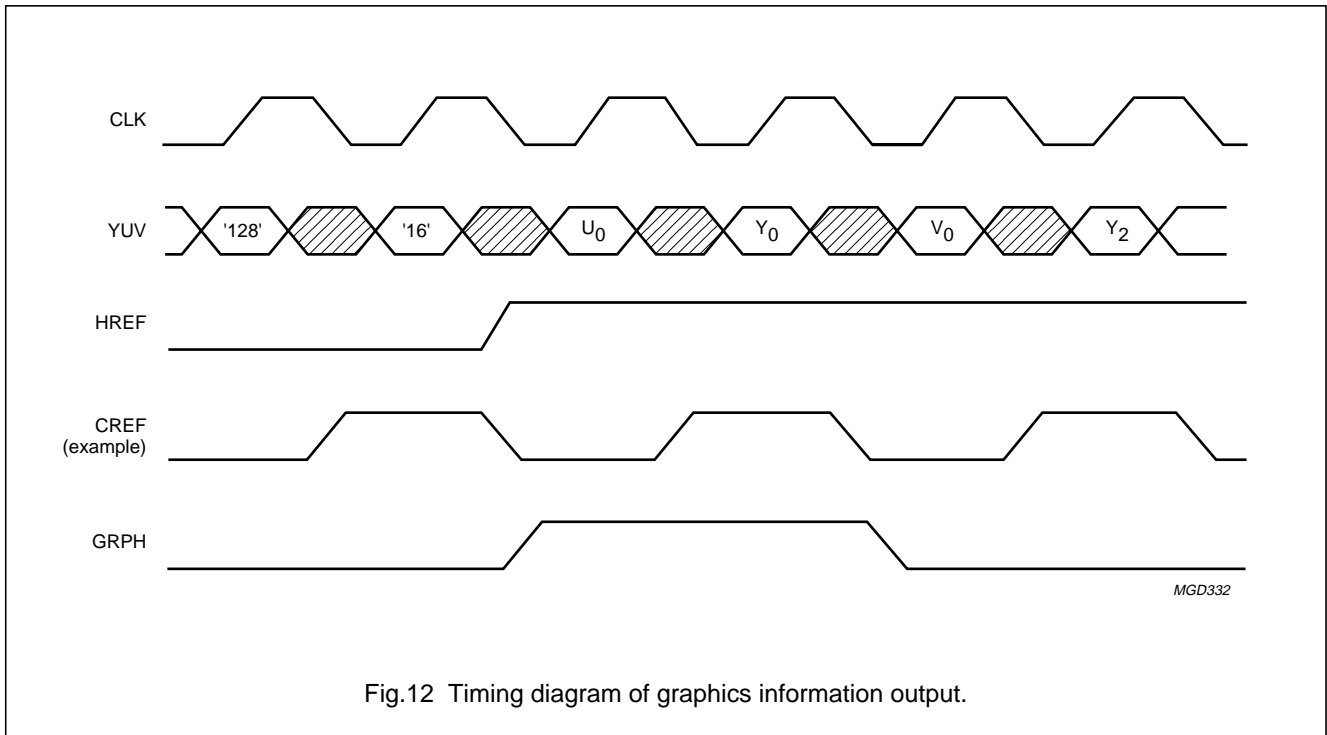 CLK
YUV '128' '16' U0 Y0 V0 Y2
HREF
CREF
(example)
GRPH
MGD332
Fig.12 Timing diagram of graphics information output.